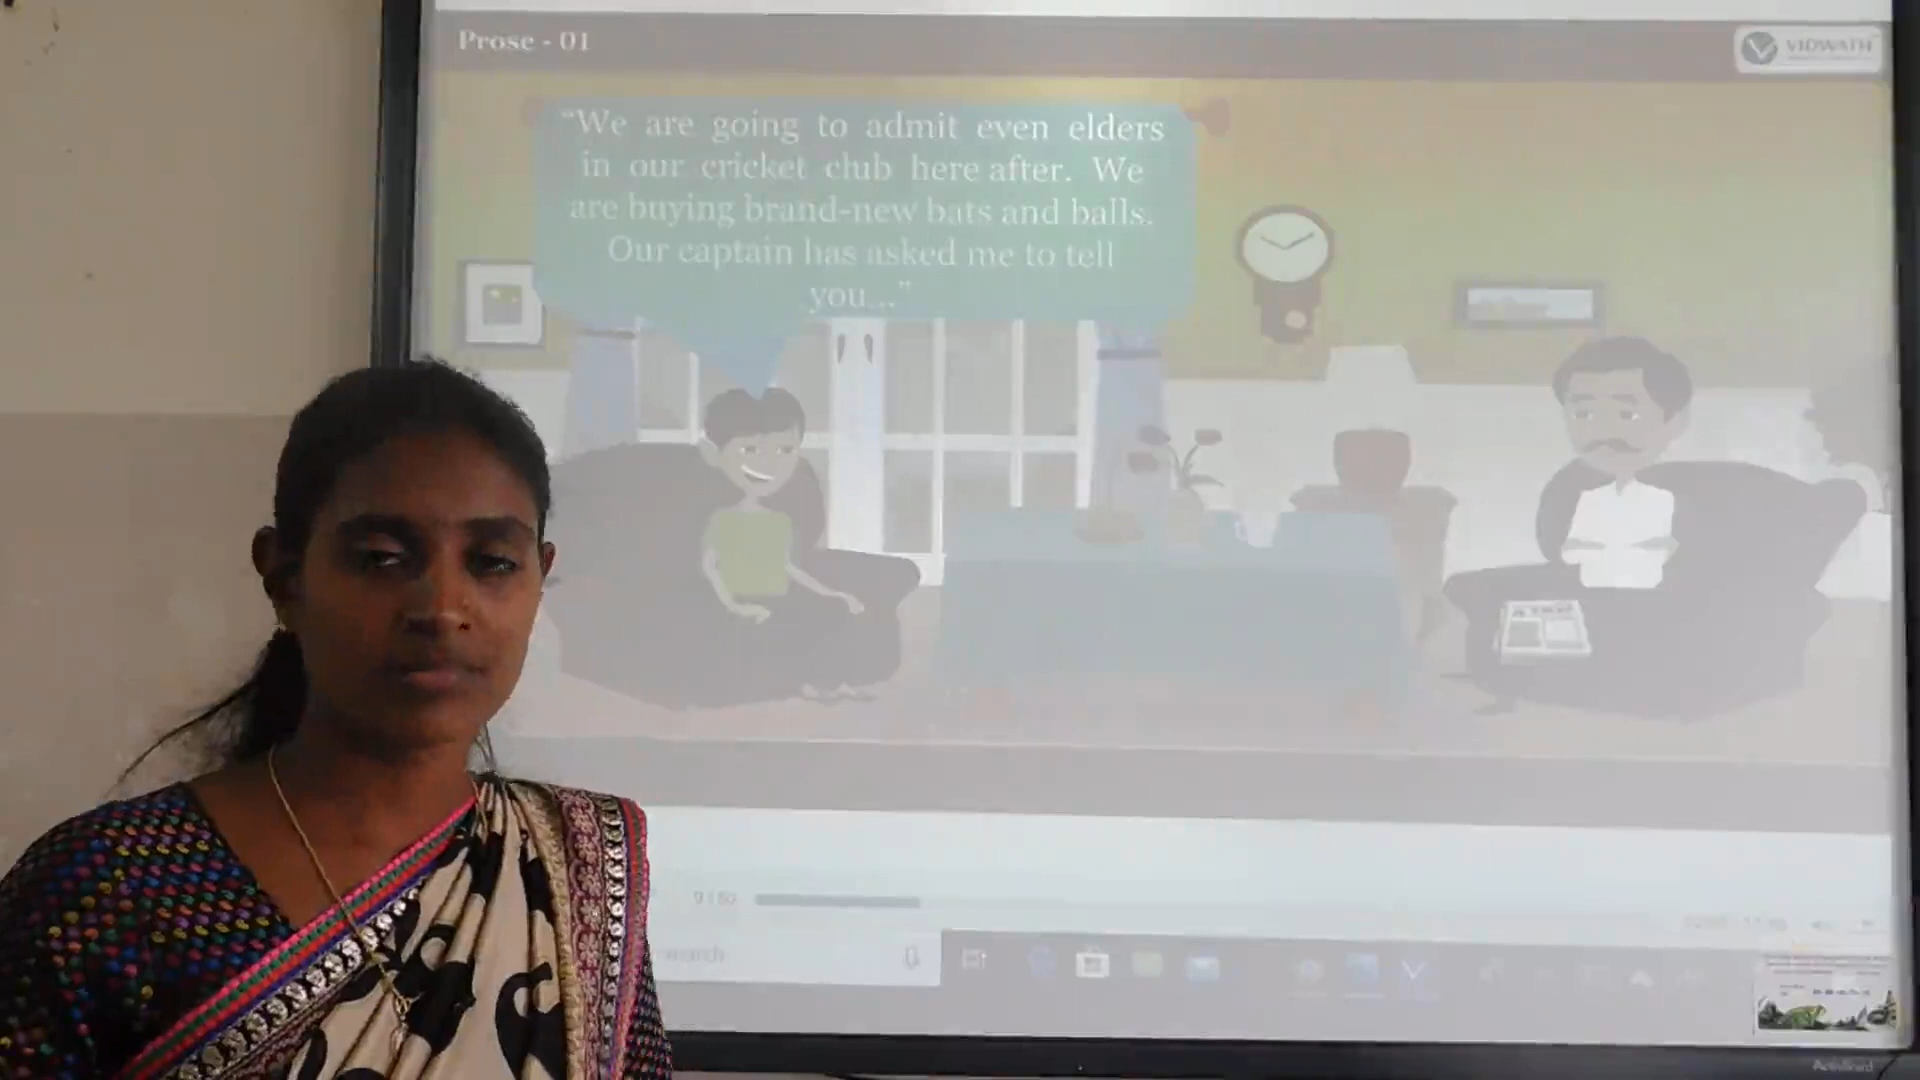 Prose - 01
VIDWATH
"We are going to admit even elders
in our cricket club here after. We
are buying brand-new bats and balls.
Our captain has asked me to tell
you..."